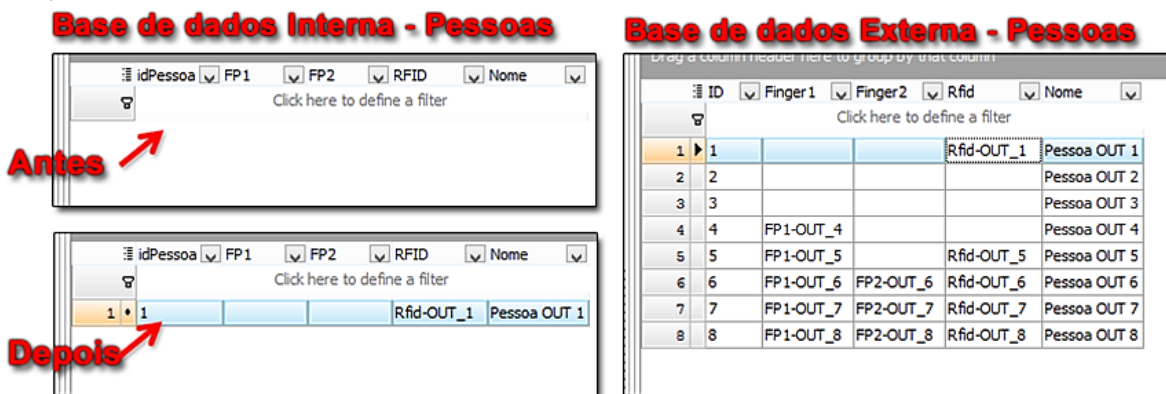 Base de dados Interna - Pessoas
idPessoa FP1 FP2 RFID Nome
Click here to define a filter
Antes
idPessoa FP1 FP2 RFID Nome
Click here to define a filter
1 1 Rfid-OUT_1 Pessoa OUT 1
Depois
Base de dados Externa - Pessoas
Drag a column header here to group by that column
ID Finger1 Finger2 Rfid Nome
Click here to define a filter
1 1 Rfid-OUT_1 Pessoa OUT 1
2 2 Pessoa OUT 2
3 3 Pessoa OUT 3
4 4 FP1-OUT_4 Pessoa OUT 4
5 5 FP1-OUT_5 Rfid-OUT_5 Pessoa OUT 5
6 6 FP1-OUT_6 FP2-OUT_6 Rfid-OUT_6 Pessoa OUT 6
7 7 FP1-OUT_7 FP2-OUT_7 Rfid-OUT_7 Pessoa OUT 7
8 8 FP1-OUT_8 FP2-OUT_8 Rfid-OUT_8 Pessoa OUT 8